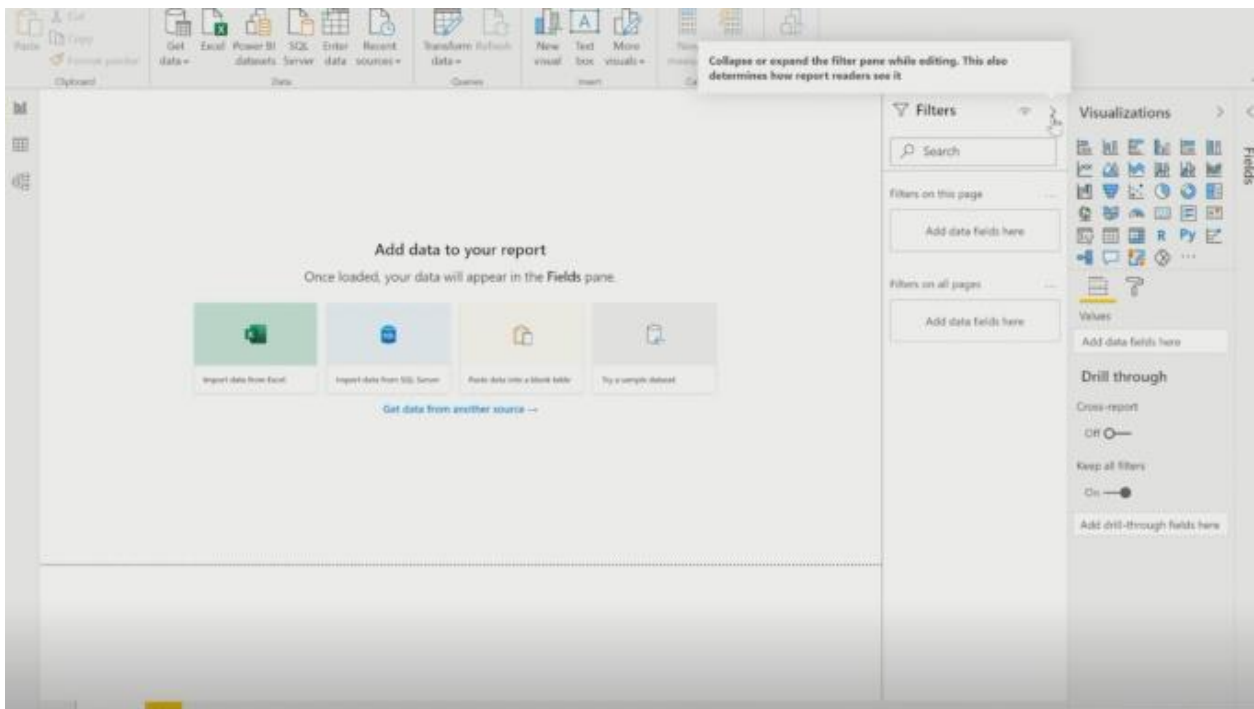 Cut
Copy
Paste
Format painter
Clipboard
Get data
Excel
Power BI datasets
SQL Server
Enter data
Recent sources
Data
Transform data
Refresh
Queries
New visual
Text box
More visuals
Insert
Collapse or expand the filter pane while editing. This also
determines how report readers see it
Add data to your report
Once loaded, your data will appear in the Fields pane.
Import data from Excel
Import data from SQL Server
Paste data into a blank table
Try a sample dataset
Get data from another source →
Filters
Search
Filters on this page
Add data fields here
Filters on all pages
Add data fields here
Visualizations
R
Py
Values
Add data fields here
Drill through
Cross-report
Off
Keep all filters
On
Add drill-through fields here
Fields